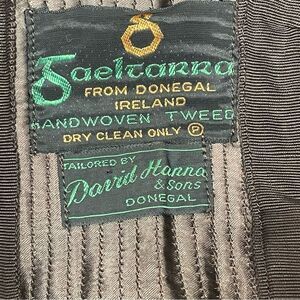 Gaeltarra
FROM DONEGAL
IRELAND
HANDWOVEN TWEED
DRY CLEAN ONLY Ⓟ
TAILORED BY
David Hanna
& SONS
DONEGAL